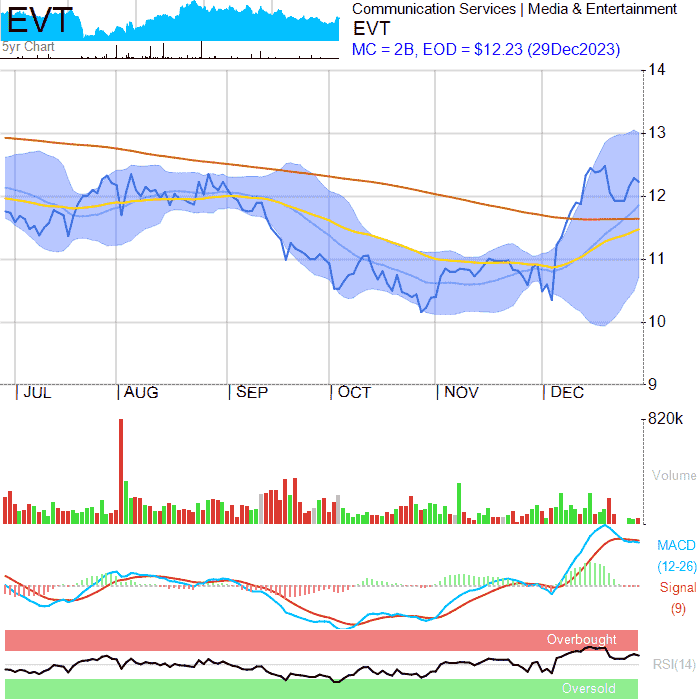 EVT
5yr Chart
Communication Services | Media & Entertainment
EVT
MC = 2B, EOD = $12.23 (29Dec2023)
14
13
12
11
10
9
JUL AUG SEP OCT NOV DEC
820k
Volume
MACD
(12-26)
Signal
(9)
Overbought
RSI(14)
Oversold